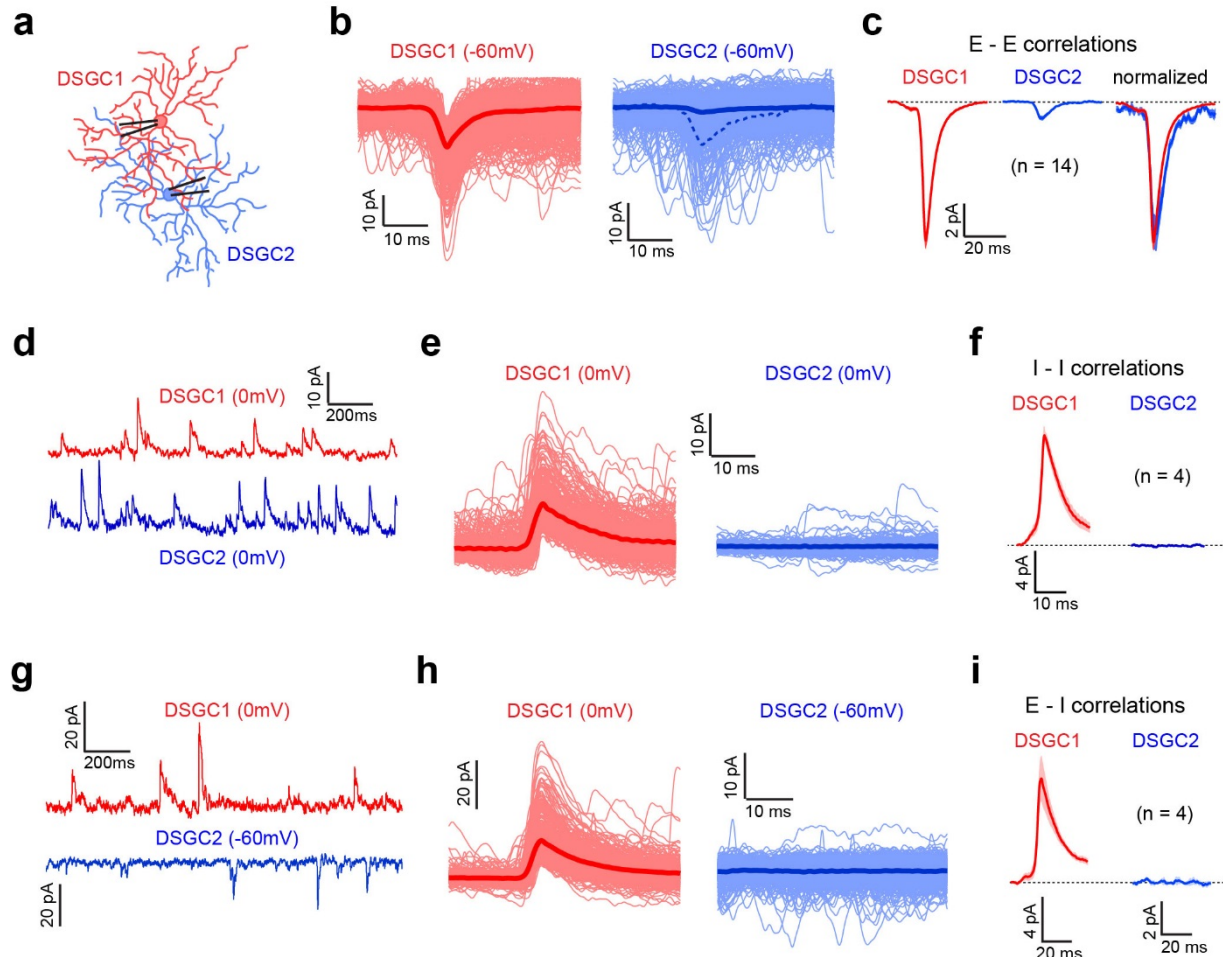 a
DSGC1
DSGC2
b
DSGC1 (-60mV)
10 pA
10 ms
DSGC2 (-60mV)
10 pA
10 ms
c
E - E correlations
DSGC1
DSGC2
normalized
(n = 14)
2 pA
20 ms
d
10 pA
200ms
DSGC1 (0mV)
DSGC2 (0mV)
e
DSGC1 (0mV)
DSGC2 (0mV)
10 pA
10 ms
f
I - I correlations
DSGC1
DSGC2
(n = 4)
4 pA
10 ms
g
20 pA
200ms
DSGC1 (0mV)
DSGC2 (-60mV)
20 pA
h
DSGC1 (0mV)
20 pA
DSGC2 (-60mV)
10 pA
10 ms
i
E - I correlations
DSGC1
DSGC2
(n = 4)
4 pA
20 ms
2 pA
20 ms